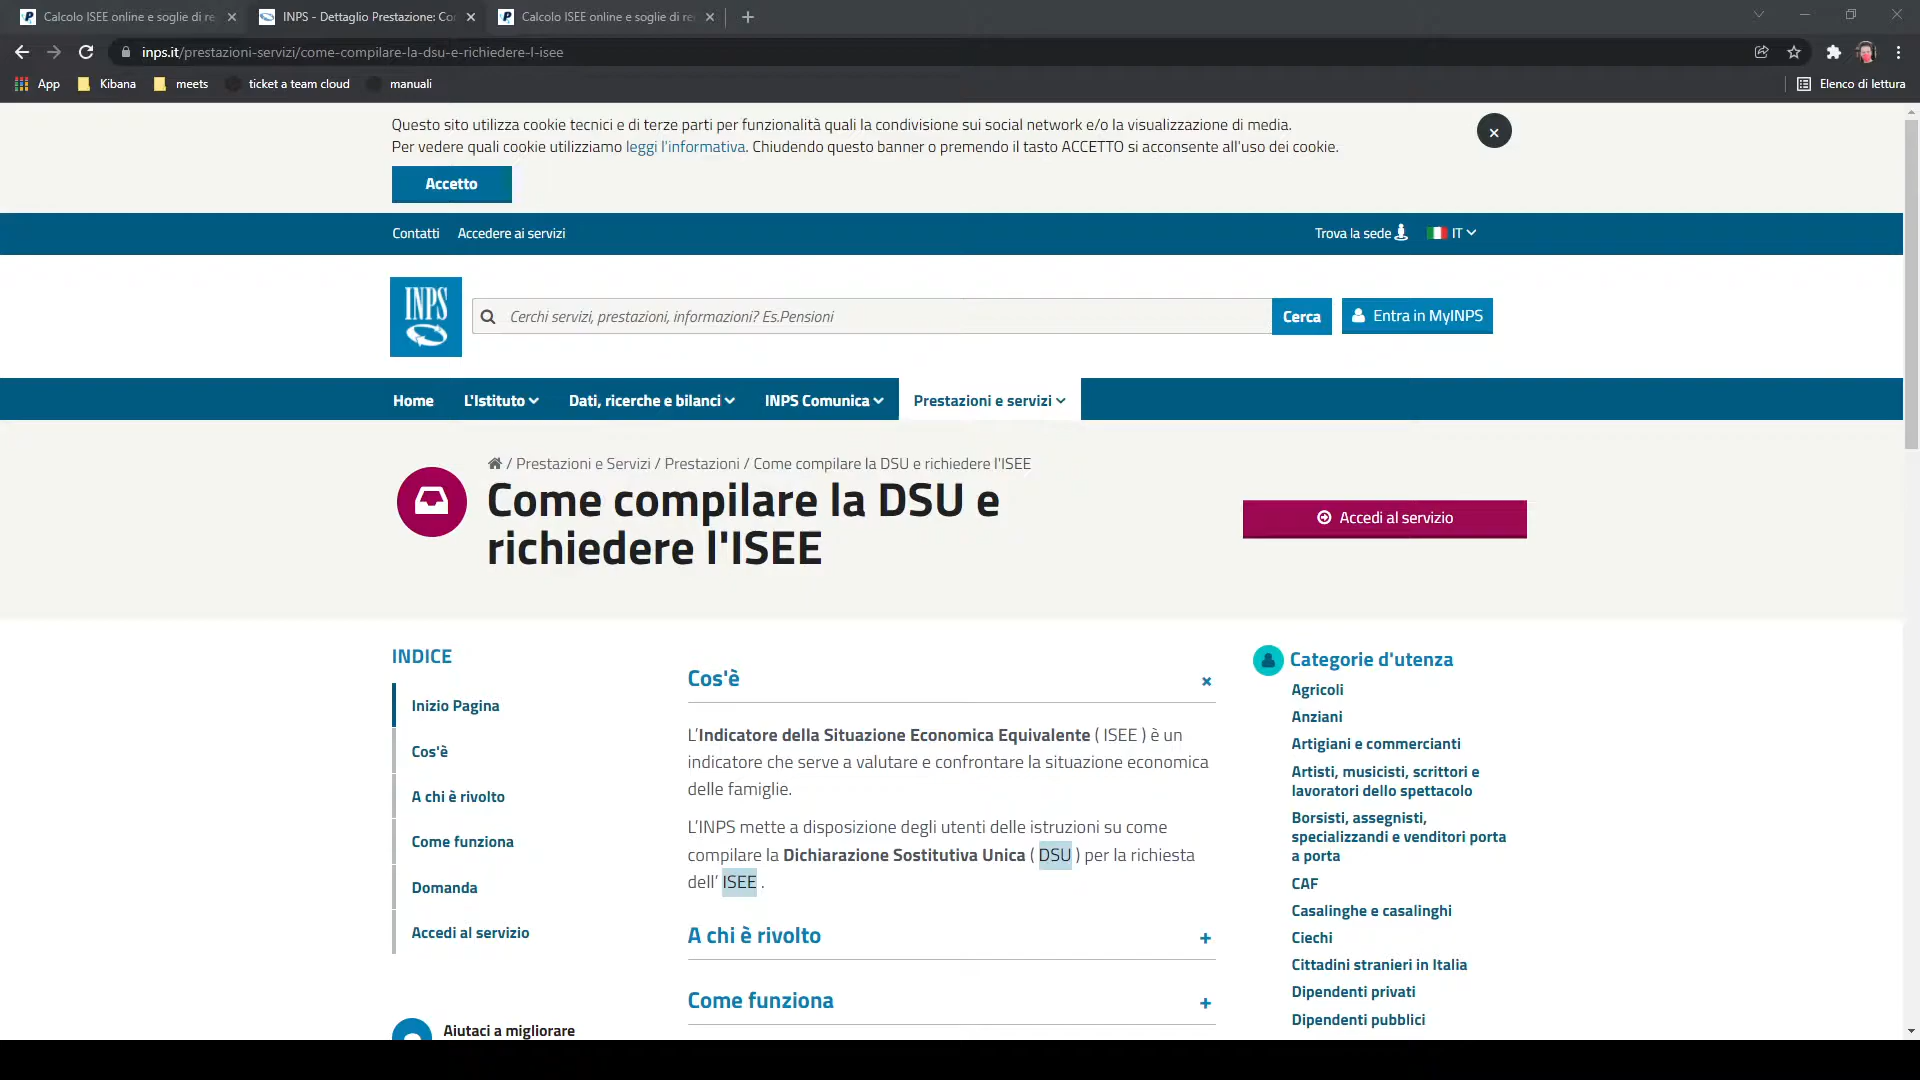 Calcolo ISEE online e soglie di re
INPS - Dettaglio Prestazione: Co
Calcolo ISEE online e soglie di re
inps.it/prestazioni-servizi/come-compilare-la-dsu-e-richiedere-l-isee
App
Kibana
meets
ticket a team cloud
manuali
Elenco di lettura
Questo sito utilizza cookie tecnici e di terze parti per funzionalità quali la condivisione sui social network e/o la visualizzazione di media.
Per vedere quali cookie utilizziamo leggi l'informativa. Chiudendo questo banner o premendo il tasto ACCETTO si acconsente all'uso dei cookie.
Accetto
Contatti
Accedere ai servizi
Trova la sede
IT
INPS
Cerchi servizi, prestazioni, informazioni? Es.Pensioni
Cerca
Entra in MyINPS
Home
L'Istituto
Dati, ricerche e bilanci
INPS Comunica
Prestazioni e servizi
/ Prestazioni e Servizi / Prestazioni / Come compilare la DSU e richiedere l'ISEE
Come compilare la DSU e
richiedere l'ISEE
Accedi al servizio
INDICE
Inizio Pagina
Cos'è
A chi è rivolto
Come funziona
Domanda
Accedi al servizio
Aiutaci a migliorare
Cos'è
L'Indicatore della Situazione Economica Equivalente ( ISEE ) è un
indicatore che serve a valutare e confrontare la situazione economica
delle famiglie.
L'INPS mette a disposizione degli utenti delle istruzioni su come
compilare la Dichiarazione Sostitutiva Unica ( DSU ) per la richiesta
dell' ISEE .
A chi è rivolto
Come funziona
Categorie d'utenza
Agricoli
Anziani
Artigiani e commercianti
Artisti, musicisti, scrittori e
lavoratori dello spettacolo
Borsisti, assegnisti,
specializzandi e venditori porta
a porta
CAF
Casalinghe e casalinghi
Ciechi
Cittadini stranieri in Italia
Dipendenti privati
Dipendenti pubblici